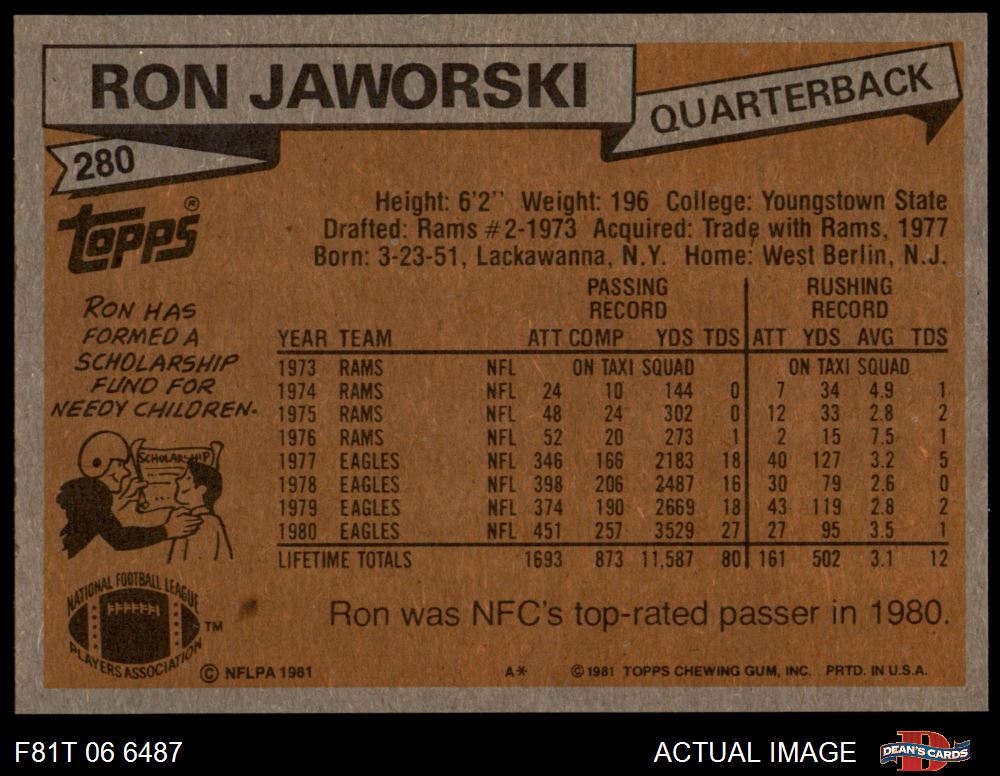 RON JAWORSKI
QUARTERBACK
280
topps®
Height: 6'2" Weight: 196 College: Youngstown State
Drafted: Rams #2-1973 Acquired: Trade with Rams, 1977
Born: 3-23-51, Lackawanna, N.Y. Home: West Berlin, N.J.
RON HAS
FORMED A
SCHOLARSHIP
FUND FOR
NEEDY CHILDREN.
SCHOLARSHIP
PASSING RUSHING
RECORD RECORD
YEAR TEAM ATT COMP YDS TDS ATT YDS AVG TDS
1973 RAMS NFL ON TAXI SQUAD ON TAXI SQUAD
1974 RAMS NFL 24 10 144 0 7 34 4.9 1
1975 RAMS NFL 48 24 302 0 12 33 2.8 2
1976 RAMS NFL 52 20 273 1 2 15 7.5 1
1977 EAGLES NFL 346 166 2183 18 40 127 3.2 5
1978 EAGLES NFL 398 206 2487 16 30 79 2.6 0
1979 EAGLES NFL 374 190 2669 18 43 119 2.8 2
1980 EAGLES NFL 451 257 3529 27 27 95 3.5 1
LIFETIME TOTALS 1693 873 11,587 80 161 502 3.1 12
Ron was NFC's top-rated passer in 1980.
NATIONAL FOOTBALL LEAGUE
PLAYERS ASSOCIATION
TM
© NFLPA 1981
A* © 1981 TOPPS CHEWING GUM, INC. PRTD. IN U.S.A.
F81T 06 6487
ACTUAL IMAGE
D
DEAN'S CARDS